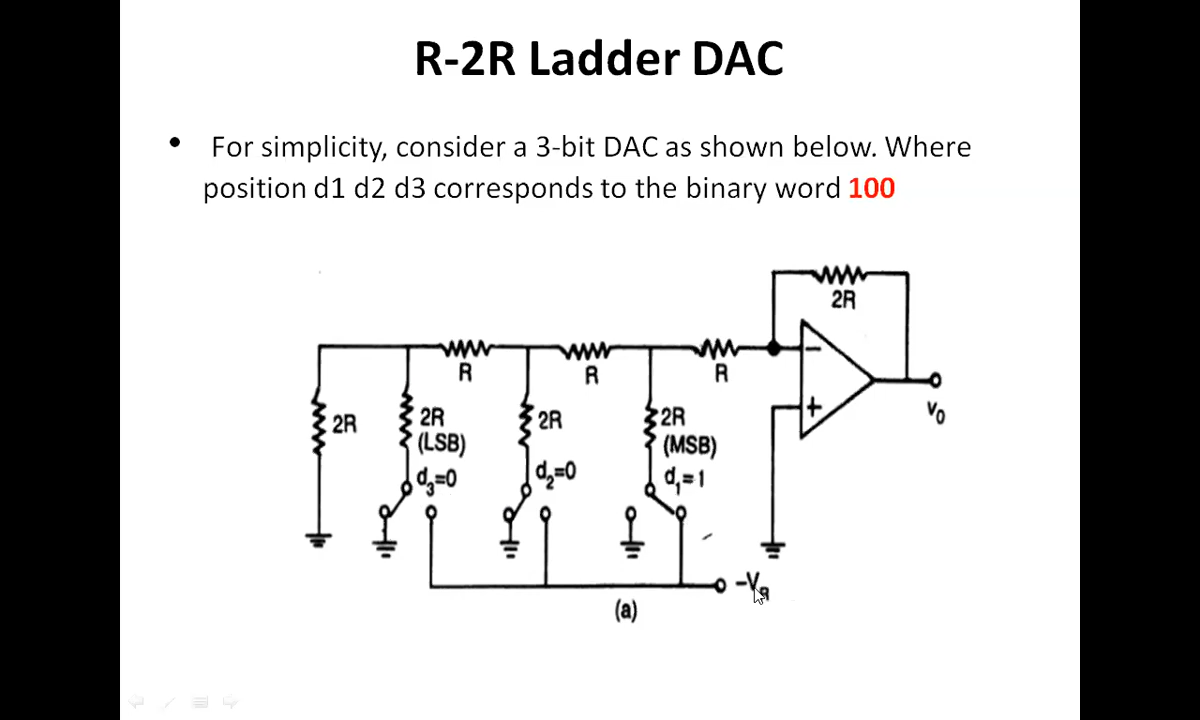 R-2R Ladder DAC
• For simplicity, consider a 3-bit DAC as shown below. Where
position d1 d2 d3 corresponds to the binary word 100
2R
R
R
R
2R
2R
(LSB)
d₃=0
2R
d₂=0
2R
(MSB)
d₁=1
−
+
V₀
−V_R
(a)